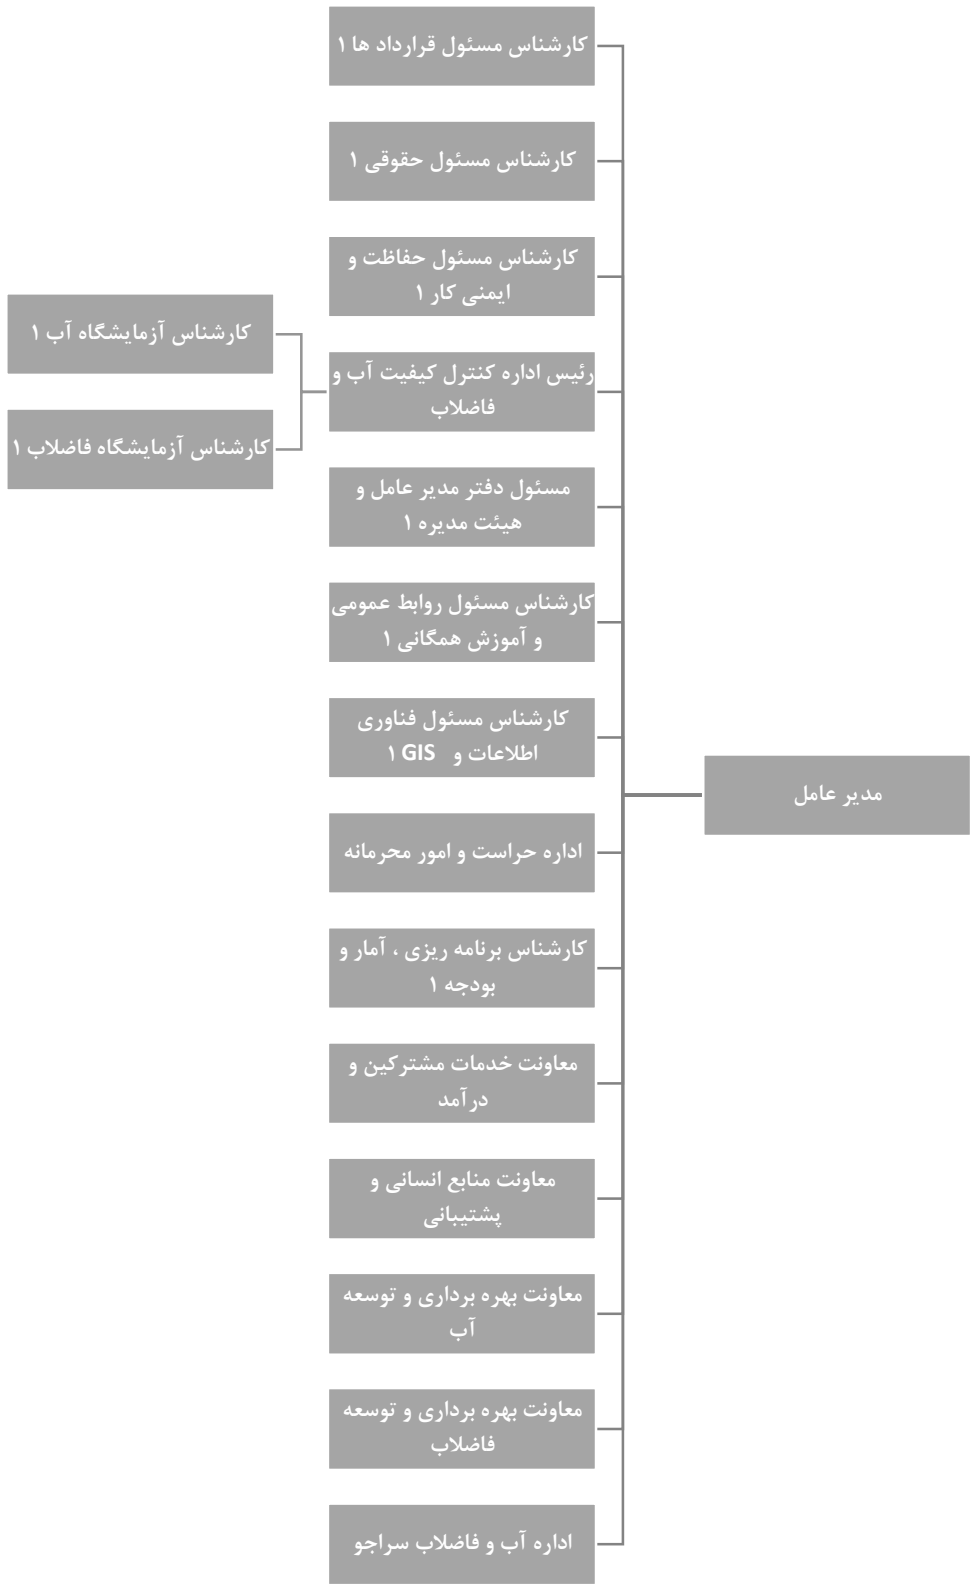 کارشناس مسئول قرارداد ها ۱
کارشناس مسئول حقوقی ۱
کارشناس مسئول حفاظت و
ایمنی کار ۱
رئیس اداره کنترل کیفیت آب و
فاضلاب
کارشناس آزمایشگاه آب ۱
کارشناس آزمایشگاه فاضلاب ۱
مسئول دفتر مدیر عامل و
هیئت مدیره ۱
کارشناس مسئول روابط عمومی
و آموزش همگانی ۱
کارشناس مسئول فناوری
اطلاعات و GIS ۱
مدیر عامل
اداره حراست و امور محرمانه
کارشناس برنامه ریزی ، آمار و
بودجه ۱
معاونت خدمات مشترکین و
درآمد
معاونت منابع انسانی و
پشتیبانی
معاونت بهره برداری و توسعه
آب
معاونت بهره برداری و توسعه
فاضلاب
اداره آب و فاضلاب سراجو